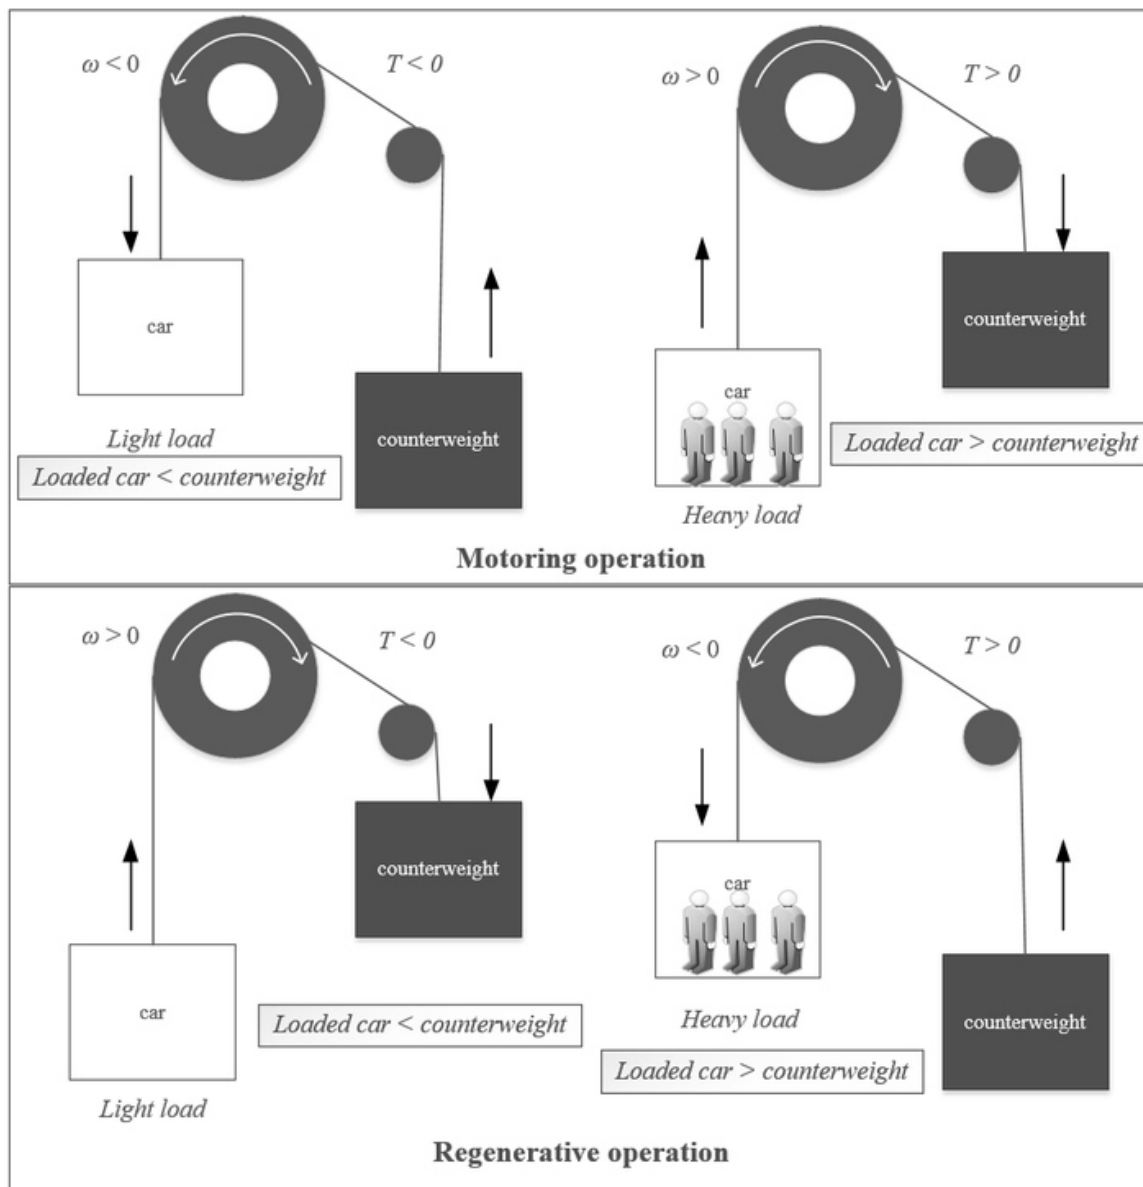 ω < 0
T < 0
car
counterweight
Light load
Loaded car < counterweight
ω > 0
T > 0
counterweight
car
Loaded car > counterweight
Heavy load
Motoring operation
ω > 0
T < 0
counterweight
car
Loaded car < counterweight
Light load
ω < 0
T > 0
car
Heavy load
counterweight
Loaded car > counterweight
Regenerative operation